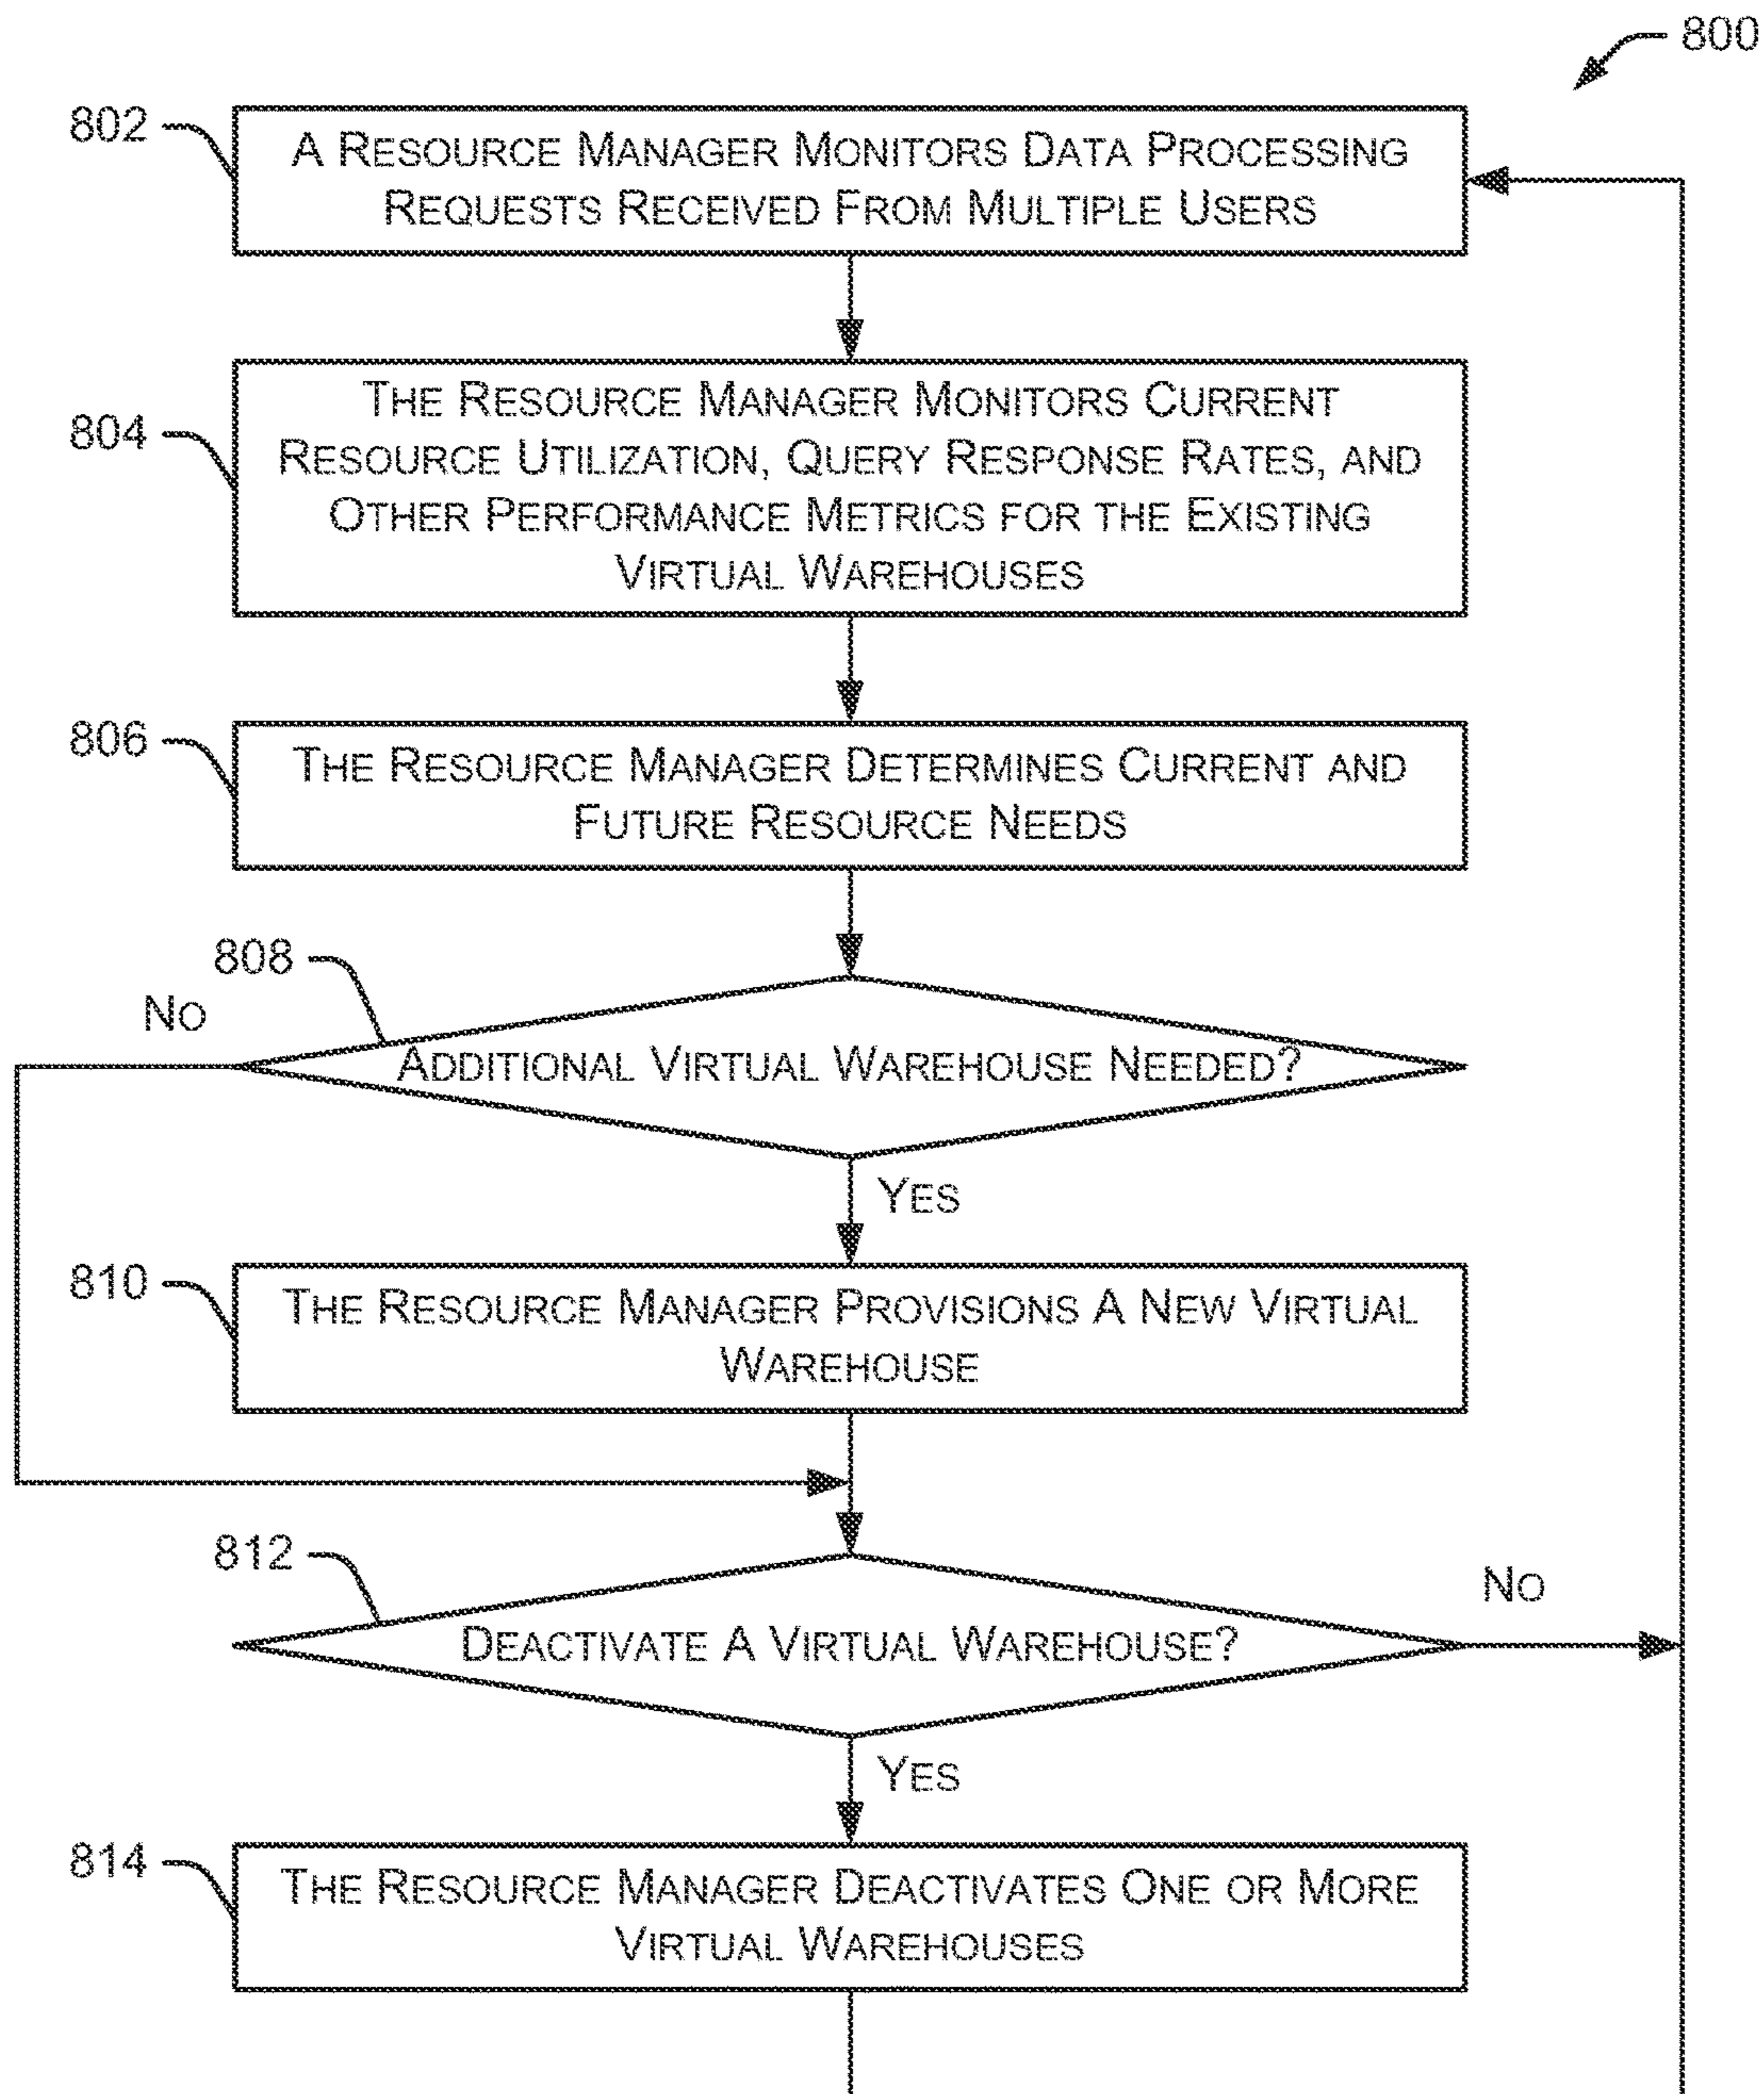 800
802
A RESOURCE MANAGER MONITORS DATA PROCESSING
REQUESTS RECEIVED FROM MULTIPLE USERS
804
THE RESOURCE MANAGER MONITORS CURRENT
RESOURCE UTILIZATION, QUERY RESPONSE RATES, AND
OTHER PERFORMANCE METRICS FOR THE EXISTING
VIRTUAL WAREHOUSES
806
THE RESOURCE MANAGER DETERMINES CURRENT AND
FUTURE RESOURCE NEEDS
808
NO
ADDITIONAL VIRTUAL WAREHOUSE NEEDED?
YES
810
THE RESOURCE MANAGER PROVISIONS A NEW VIRTUAL
WAREHOUSE
812
NO
DEACTIVATE A VIRTUAL WAREHOUSE?
YES
814
THE RESOURCE MANAGER DEACTIVATES ONE OR MORE
VIRTUAL WAREHOUSES